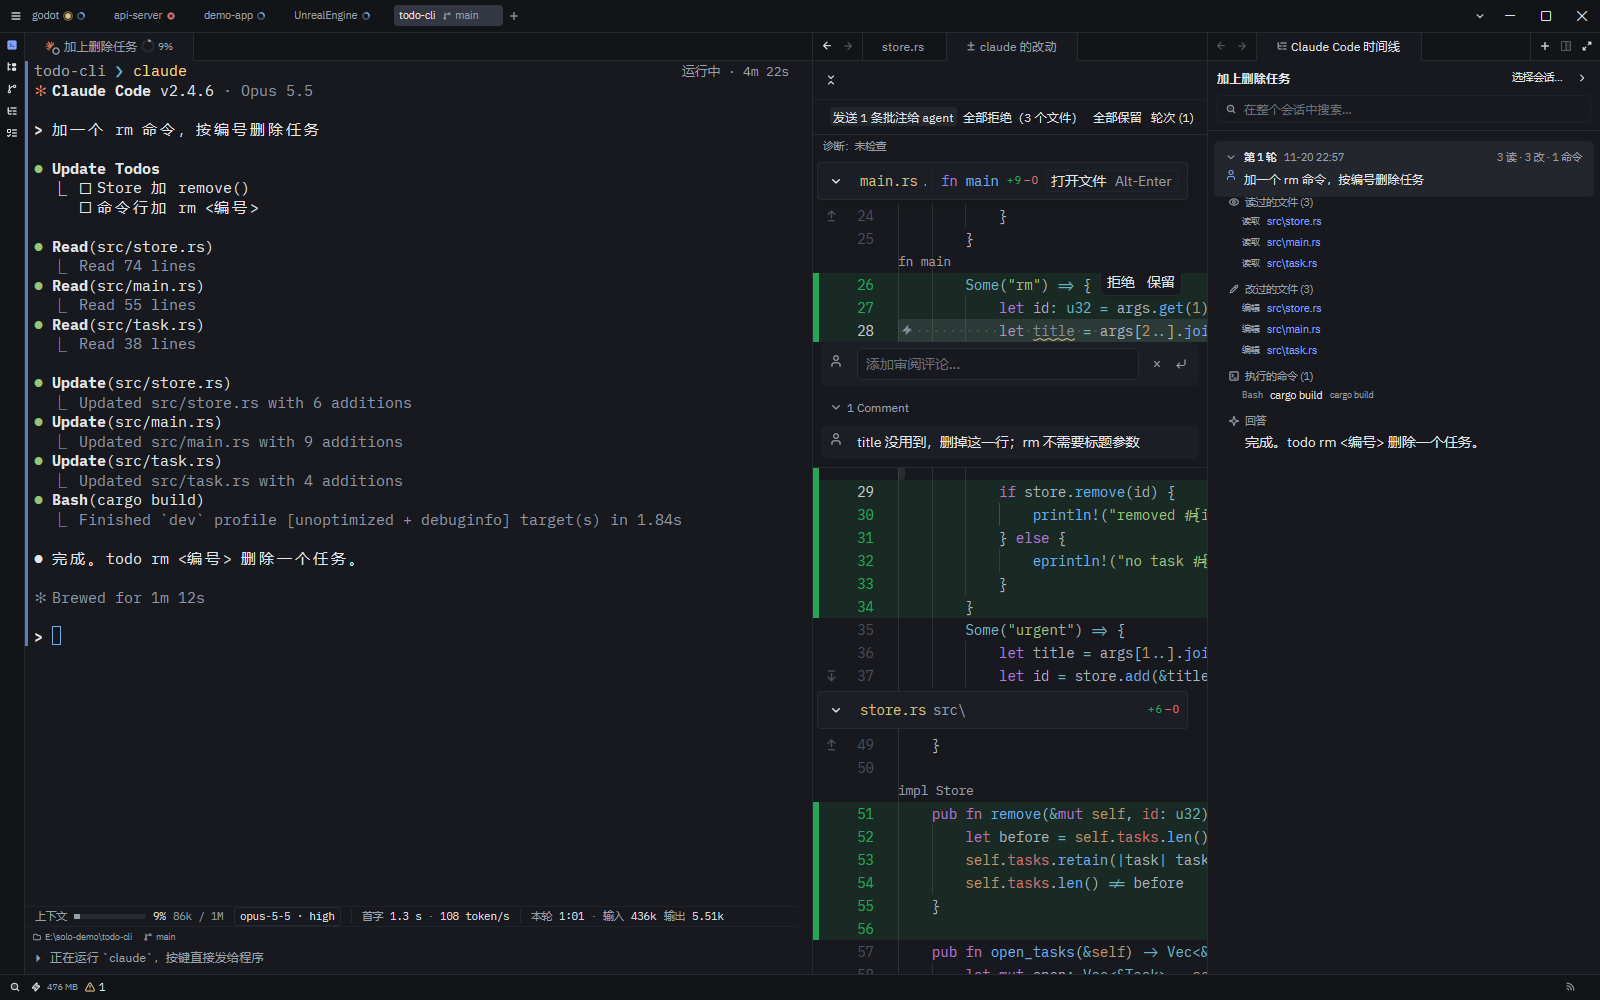 godot
api-server
demo-app
UnrealEngine
todo-cli main
加上删除任务 9%
todo-cli ❯ claude
运行中 · 4m 22s
✻ Claude Code v2.4.6 · Opus 5.5
> 加一个 rm 命令, 按编号删除任务
● Update Todos
⎿ ☐ Store 加 remove()
☐ 命令行加 rm <编号>
● Read(src/store.rs)
⎿ Read 74 lines
● Read(src/main.rs)
⎿ Read 55 lines
● Read(src/task.rs)
⎿ Read 38 lines
● Update(src/store.rs)
⎿ Updated src/store.rs with 6 additions
● Update(src/main.rs)
⎿ Updated src/main.rs with 9 additions
● Update(src/task.rs)
⎿ Updated src/task.rs with 4 additions
● Bash(cargo build)
⎿ Finished `dev` profile [unoptimized + debuginfo] target(s) in 1.84s
● 完成。todo rm <编号> 删除一个任务。
✻ Brewed for 1m 12s
>
上下文 9% 86k / 1M opus-5-5 · high 首字 1.3 s · 108 token/s 本轮 1:01 · 输入 436k 输出 5.51k
E:\solo-demo\todo-cli main
正在运行 `claude`, 按键直接发给程序
476 MB 1
store.rs
claude 的改动
发送 1 条批注给 agent 全部拒绝 (3 个文件) 全部保留 轮次 (1)
诊断: 未检查
main.rs . fn main +9 −0 打开文件 Alt-Enter
24 }
25 }
fn main
26 Some("rm") => {
拒绝 保留
27 let id: u32 = args.get(1)
28 let title = args[2..].joi
添加审阅评论...
1 Comment
title 没用到, 删掉这一行; rm 不需要标题参数
29 if store.remove(id) {
30 println!("removed #{i
31 } else {
32 eprintln!("no task #{
33 }
34 }
35 Some("urgent") => {
36 let title = args[1..].joi
37 let id = store.add(&title
store.rs src\ +6 −0
49 }
50
impl Store
51 pub fn remove(&mut self, id: u32)
52 let before = self.tasks.len()
53 self.tasks.retain(|task| task
54 self.tasks.len() != before
55 }
56
57 pub fn open_tasks(&self) -> Vec<&
58 let mut open: Vec<&Task> = se
Claude Code 时间线
加上删除任务 选择会话...
在整个会话中搜索...
第 1 轮 11-20 22:57 3 读 · 3 改 · 1 命令
加一个 rm 命令, 按编号删除任务
读过的文件 (3)
读取 src\store.rs
读取 src\main.rs
读取 src\task.rs
改过的文件 (3)
编辑 src\store.rs
编辑 src\main.rs
编辑 src\task.rs
执行的命令 (1)
Bash cargo build cargo build
回答
完成。todo rm <编号> 删除一个任务。